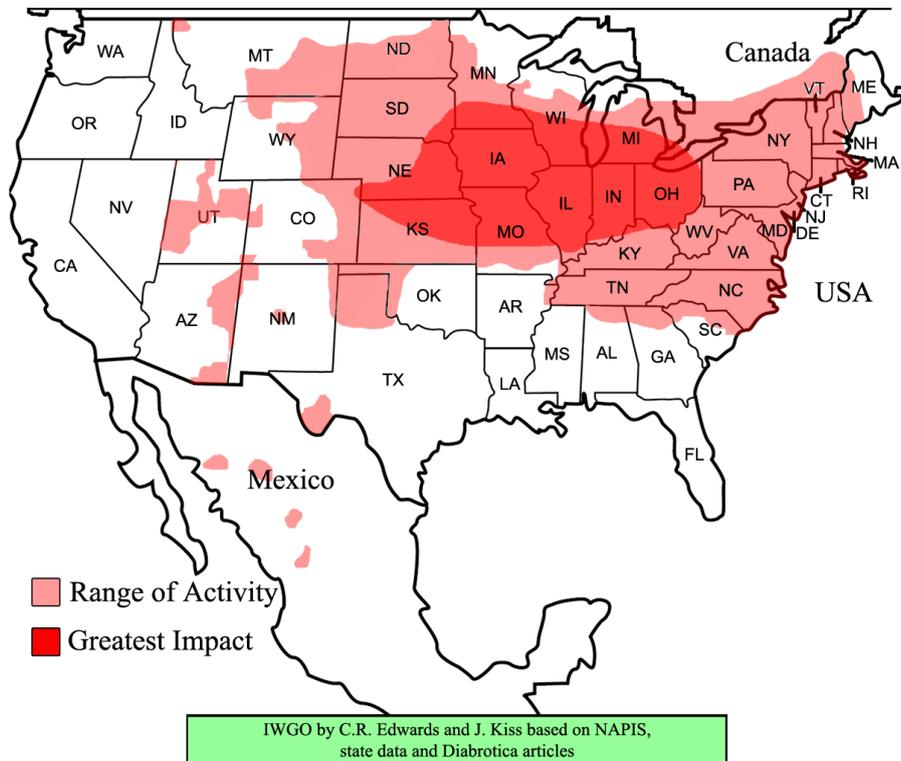 Canada
WA
MT
ND
MN
VT
ME
OR
ID
SD
WI
MI
NY
NH
WY
MA
NE
IA
PA
RI
CT
NV
UT
CO
IL
IN
OH
NJ
KS
MO
WV
MD
DE
CA
KY
VA
AZ
NM
OK
AR
TN
NC
USA
SC
TX
MS
AL
GA
LA
FL
Mexico
Range of Activity
Greatest Impact
IWGO by C.R. Edwards and J. Kiss based on NAPIS,
state data and Diabrotica articles